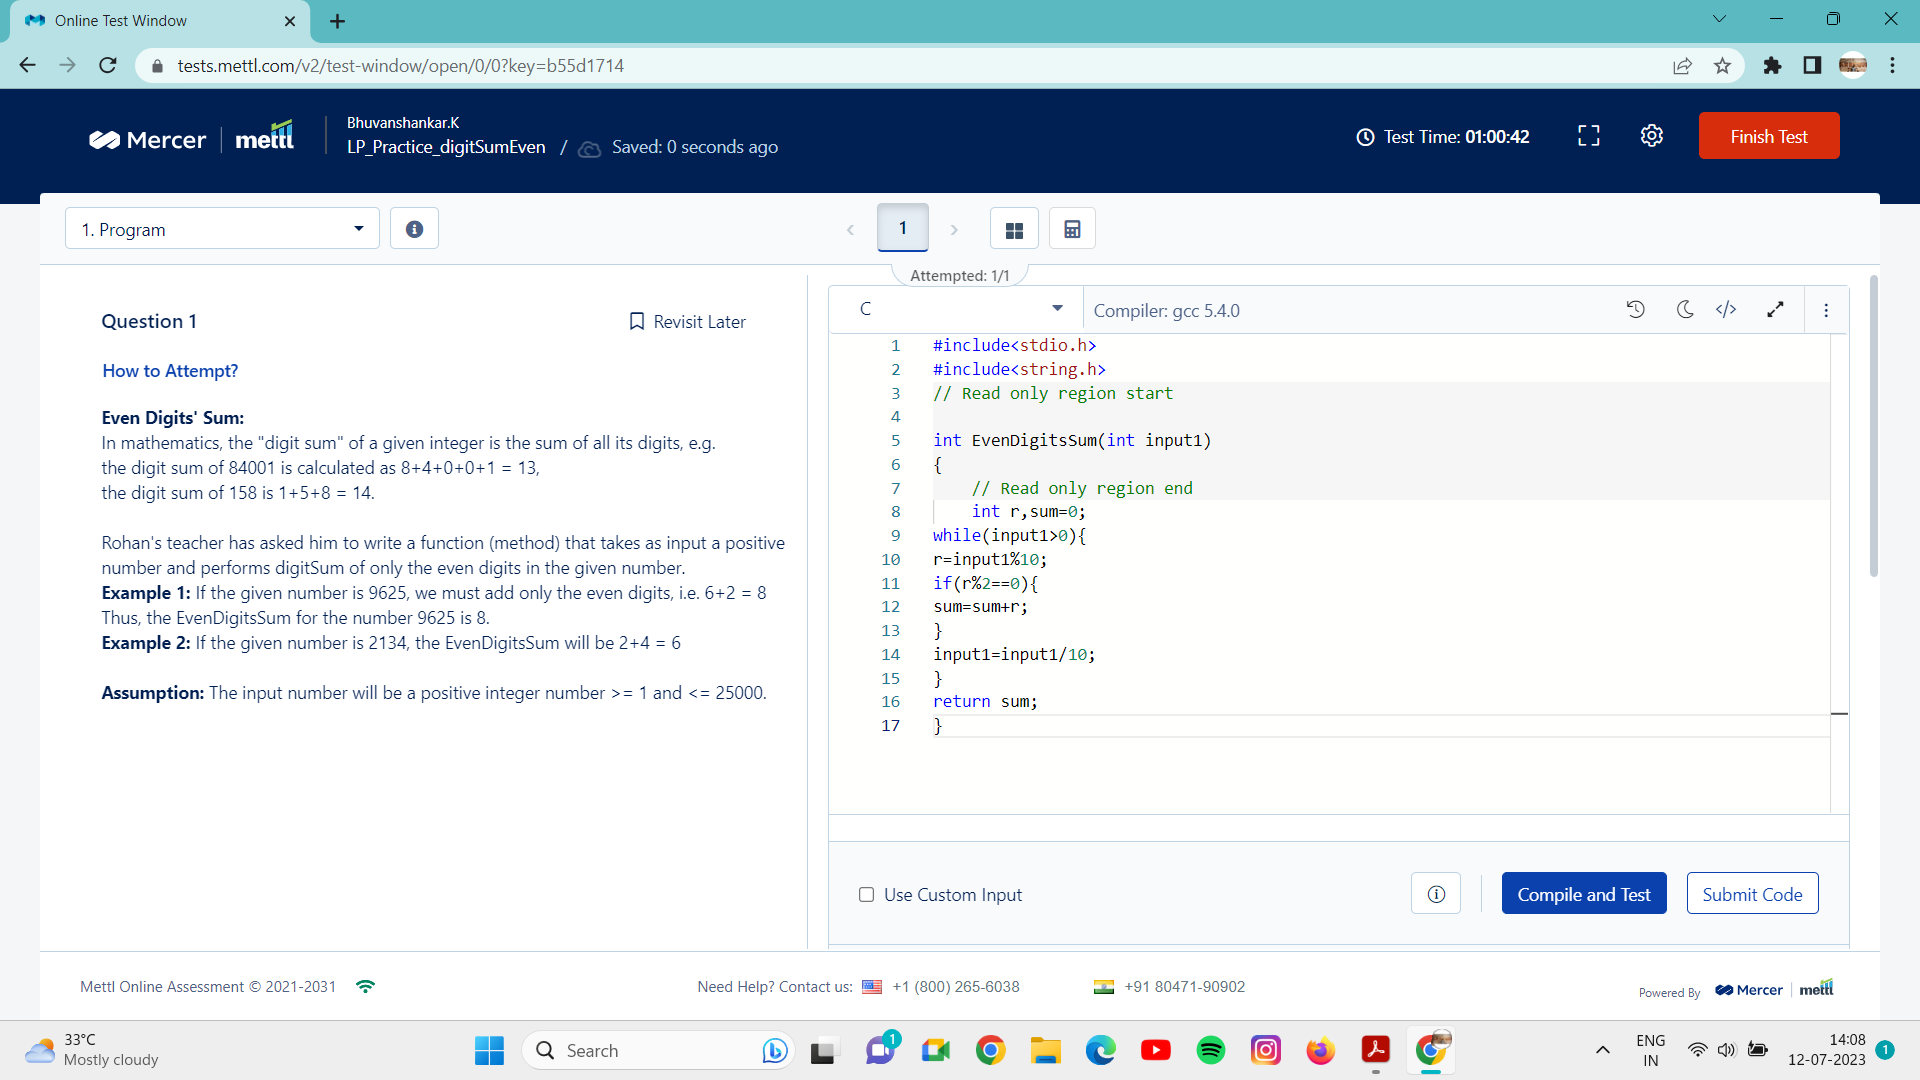 Online Test Window
tests.mettl.com/v2/test-window/open/0/0?key=b55d1714
Mercer
mettl
Bhuvanshankar.K
LP_Practice_digitSumEven / Saved: 0 seconds ago
Test Time: 01:00:42
Finish Test
1. Program
1
Attempted: 1/1
Question 1
Revisit Later
How to Attempt?
Even Digits' Sum:
In mathematics, the "digit sum" of a given integer is the sum of all its digits, e.g.
the digit sum of 84001 is calculated as 8+4+0+0+1 = 13,
the digit sum of 158 is 1+5+8 = 14.
Rohan's teacher has asked him to write a function (method) that takes as input a positive
number and performs digitSum of only the even digits in the given number.
Example 1: If the given number is 9625, we must add only the even digits, i.e. 6+2 = 8
Thus, the EvenDigitsSum for the number 9625 is 8.
Example 2: If the given number is 2134, the EvenDigitsSum will be 2+4 = 6
Assumption: The input number will be a positive integer number >= 1 and <= 25000.
C
Compiler: gcc 5.4.0
1 #include<stdio.h>
2 #include<string.h>
3 // Read only region start
4
5 int EvenDigitsSum(int input1)
6 {
7 // Read only region end
8 int r,sum=0;
9 while(input1>0){
10 r=input1%10;
11 if(r%2==0){
12 sum=sum+r;
13 }
14 input1=input1/10;
15 }
16 return sum;
17 }
Use Custom Input
Compile and Test
Submit Code
Mettl Online Assessment © 2021-2031
Need Help? Contact us: +1 (800) 265-6038
+91 80471-90902
Powered By Mercer mettl
33°C
Mostly cloudy
Search
1
ENG
IN
14:08
12-07-2023
1